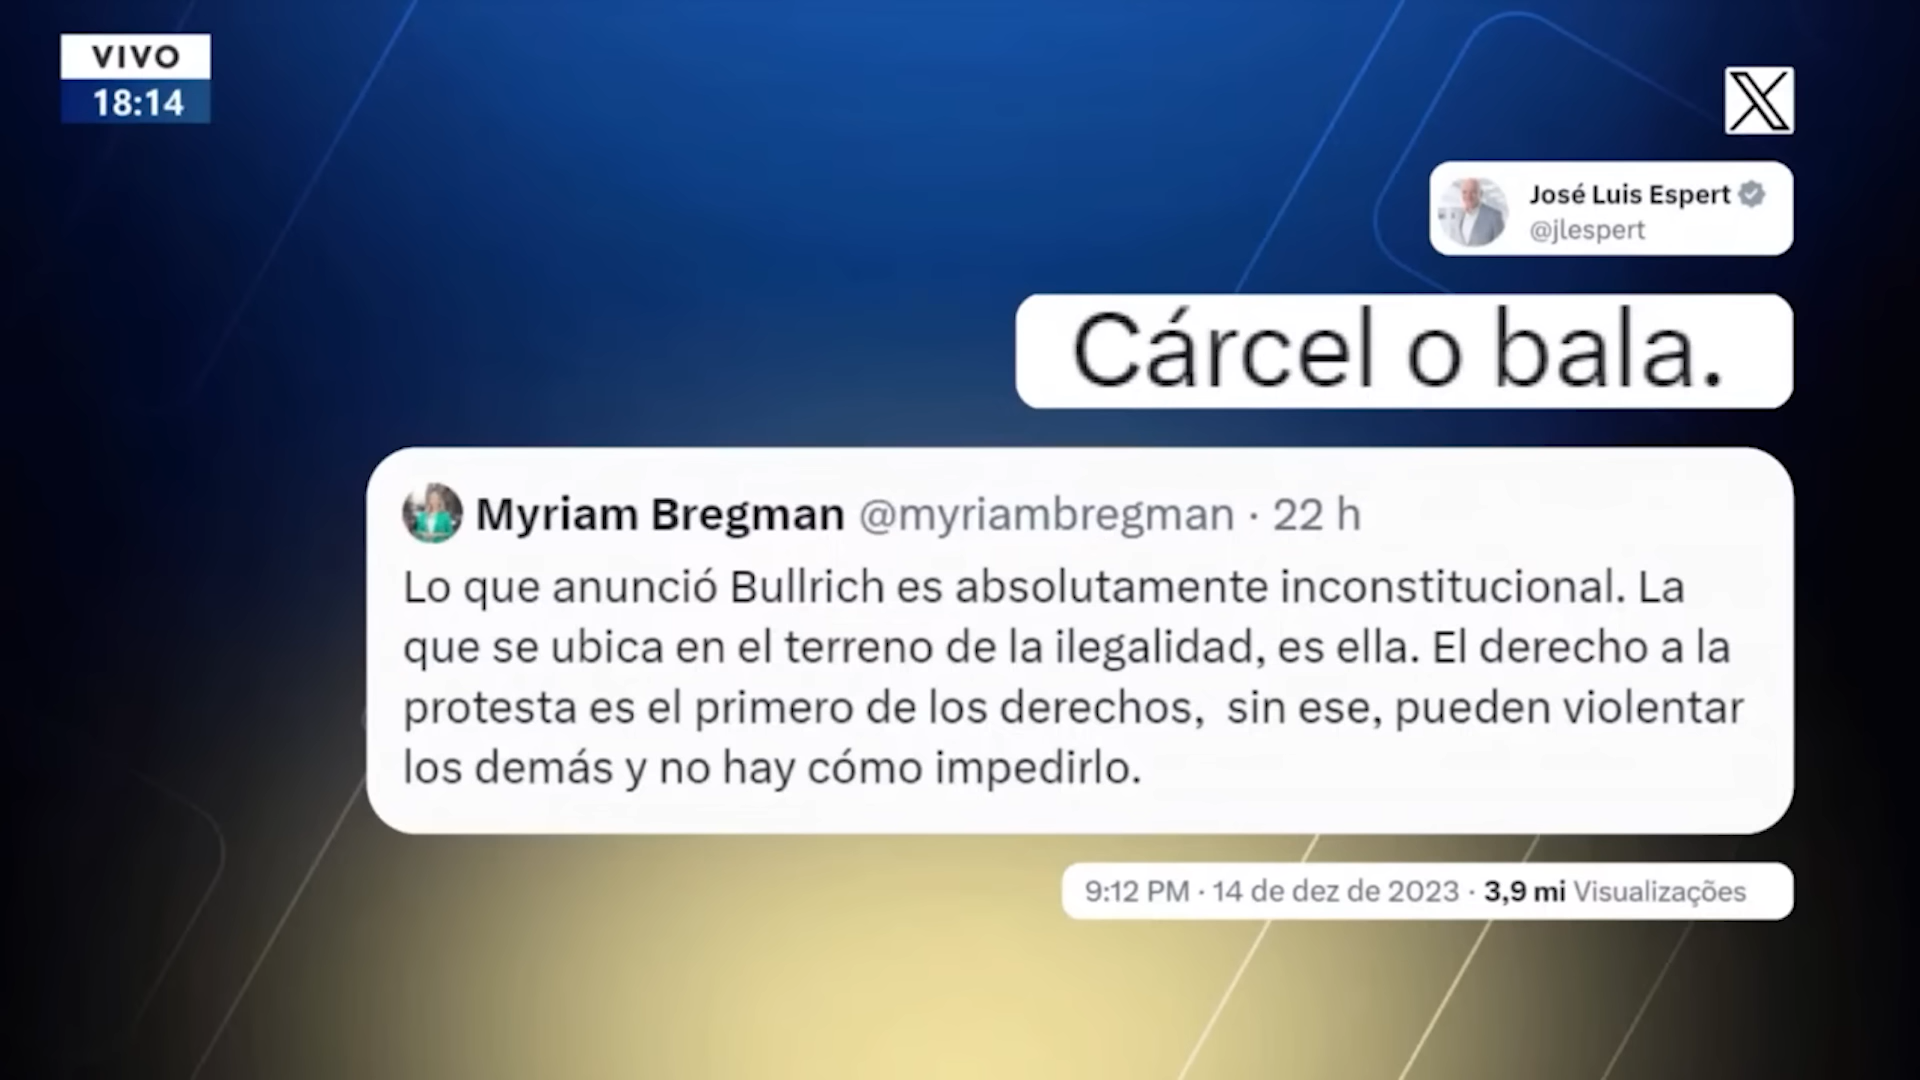 VIVO
18:14
X
José Luis Espert
@jlespert
Cárcel o bala.
Myriam Bregman @myriambregman · 22 h
Lo que anunció Bullrich es absolutamente inconstitucional. La
que se ubica en el terreno de la ilegalidad, es ella. El derecho a la
protesta es el primero de los derechos,  sin ese, pueden violentar
los demás y no hay cómo impedirlo.
9:12 PM · 14 de dez de 2023 · 3,9 mi Visualizações